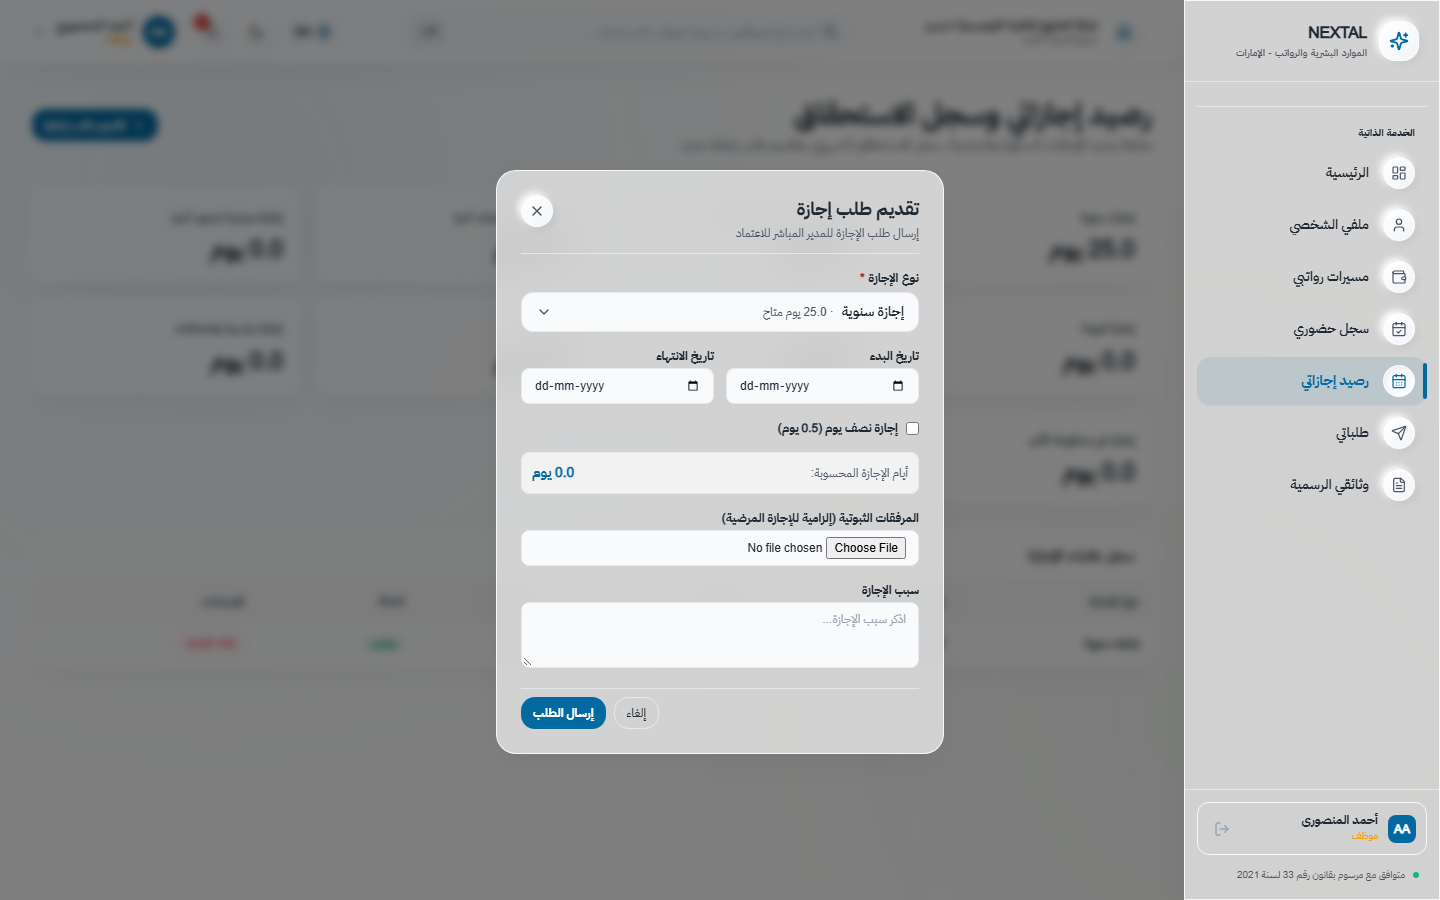 NEXTAL
الموارد البشرية والرواتب - الإمارات
الخدمة الذاتية
الرئيسية
ملفي الشخصي
مسيرات رواتبي
سجل حضوري
رصيد إجازاتي
طلباتي
وثائقي الرسمية
أحمد المنصوري
موظف
AA
متوافق مع مرسوم بقانون رقم 33 لسنة 2021
رصيد إجازاتي وسجل الاستحقاق
25.0 يوم
0.0 يوم
0.0 يوم
0.0 يوم
0.0 يوم
تقديم طلب إجازة
إرسال طلب الإجازة للمدير المباشر للاعتماد
نوع الإجازة *
إجازة سنوية · 25.0 يوم متاح
تاريخ البدء
تاريخ الانتهاء
dd-mm-yyyy
dd-mm-yyyy
إجازة نصف يوم (0.5 يوم)
أيام الإجازة المحسوبة:
0.0 يوم
المرفقات الثبوتية (إلزامية للإجازة المرضية)
Choose File No file chosen
سبب الإجازة
اذكر سبب الإجازة...
إلغاء
إرسال الطلب